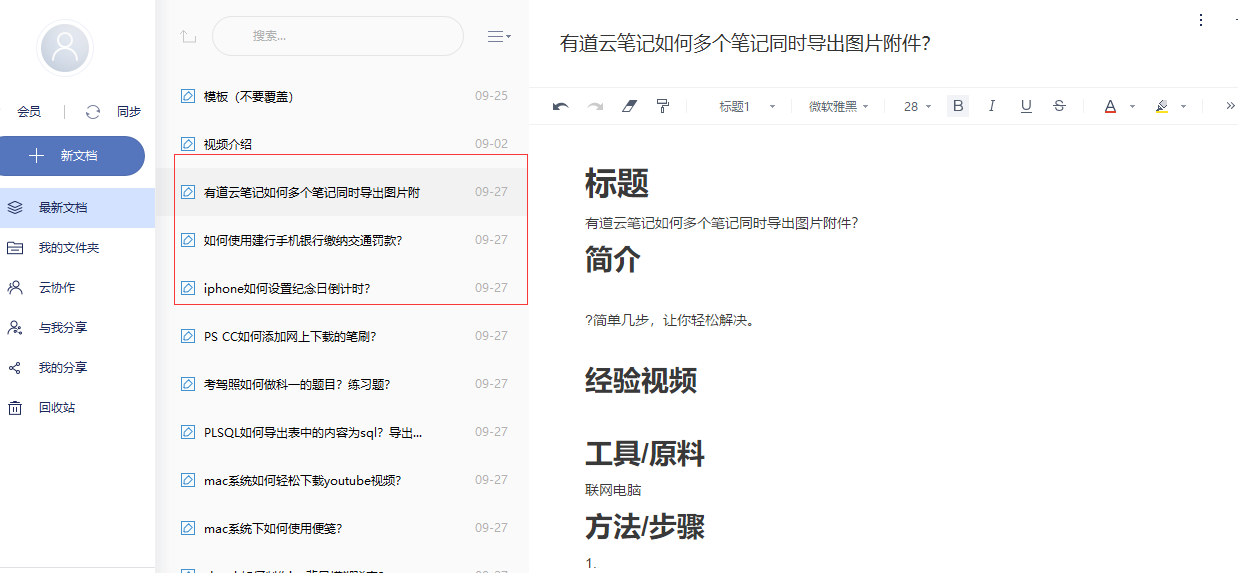 会员
同步
新文档
最新文档
我的文件夹
云协作
与我分享
我的分享
回收站
搜索...
模板（不要覆盖） 09-25
视频介绍 09-02
有道云笔记如何多个笔记同时导出图片附 09-27
如何使用建行手机银行缴纳交通罚款? 09-27
iphone如何设置纪念日倒计时? 09-27
PS CC如何添加网上下载的笔刷? 09-27
考驾照如何做科一的题目？练习题? 09-27
PLSQL如何导出表中的内容为sql？导出... 09-27
mac系统如何轻松下载youtube视频? 09-27
mac系统下如何使用便笺? 09-27
有道云笔记如何多个笔记同时导出图片附件?
标题1 微软雅黑 28 B I U S A
标题
有道云笔记如何多个笔记同时导出图片附件?
简介
?简单几步，让你轻松解决。
经验视频
工具/原料
联网电脑
方法/步骤
1.